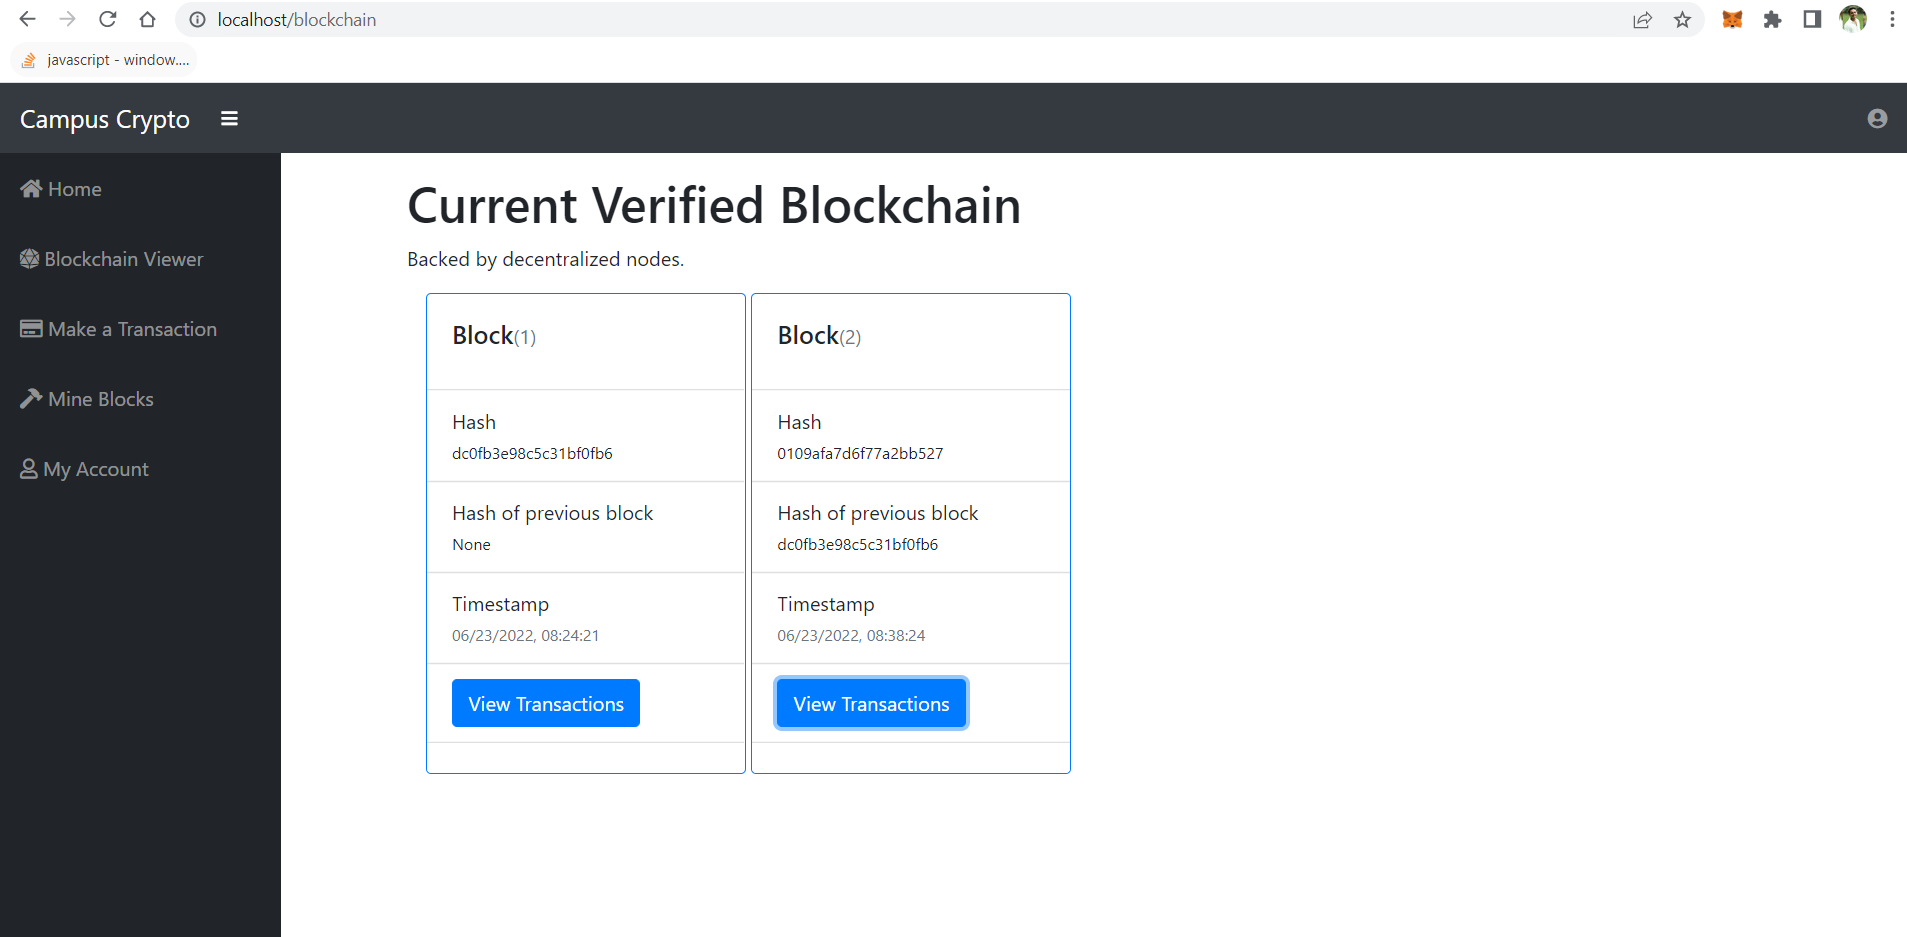 localhost/blockchain
javascript - window....
Campus Crypto
Home
Blockchain Viewer
Make a Transaction
Mine Blocks
My Account
Current Verified Blockchain
Backed by decentralized nodes.
Block(1)
Hash
dc0fb3e98c5c31bf0fb6
Hash of previous block
None
Timestamp
06/23/2022, 08:24:21
View Transactions
Block(2)
Hash
0109afa7d6f77a2bb527
Hash of previous block
dc0fb3e98c5c31bf0fb6
Timestamp
06/23/2022, 08:38:24
View Transactions